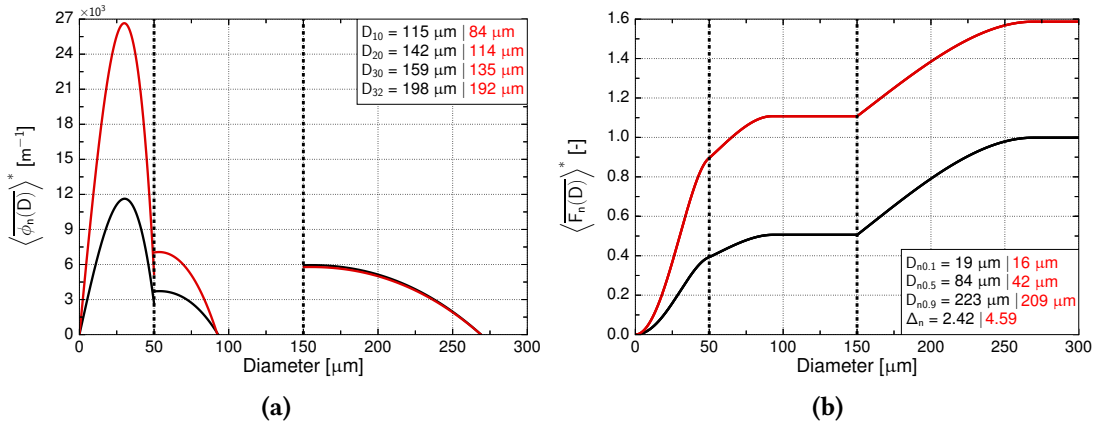 27
×10³
24
21
18
15
12
9
6
3
0
0
50
100
150
200
250
300
⟨ϕₙ(D)⟩* [m⁻¹]
Diameter [μm]
D₁₀ = 115 μm | 84 μm
D₂₀ = 142 μm | 114 μm
D₃₀ = 159 μm | 135 μm
D₃₂ = 198 μm | 192 μm
(a)
1.6
1.4
1.2
1.0
0.8
0.6
0.4
0.2
0.0
0
50
100
150
200
250
300
⟨Fₙ(D)⟩* [-]
Diameter [μm]
Dₙ₀.₁ = 19 μm | 16 μm
Dₙ₀.₅ = 84 μm | 42 μm
Dₙ₀.₉ = 223 μm | 209 μm
Δₙ = 2.42 | 4.59
(b)